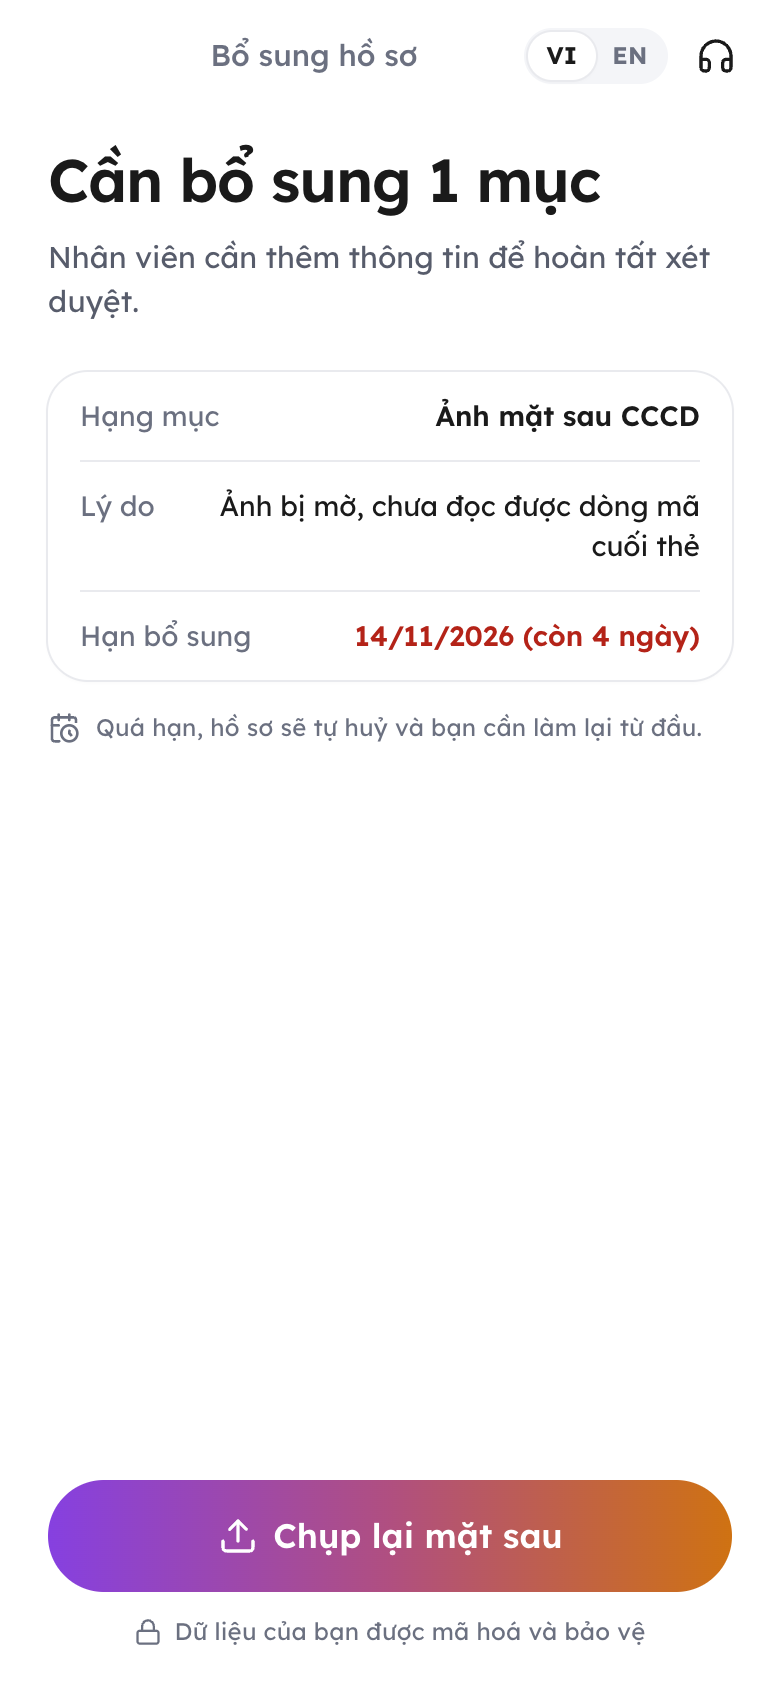 Bổ sung hồ sơ
VI EN
Cần bổ sung 1 mục
Nhân viên cần thêm thông tin để hoàn tất xét
duyệt.
Hạng mục Ảnh mặt sau CCCD
Lý do Ảnh bị mờ, chưa đọc được dòng mã
cuối thẻ
Hạn bổ sung 14/11/2026 (còn 4 ngày)
Quá hạn, hồ sơ sẽ tự huỷ và bạn cần làm lại từ đầu.
Chụp lại mặt sau
Dữ liệu của bạn được mã hoá và bảo vệ